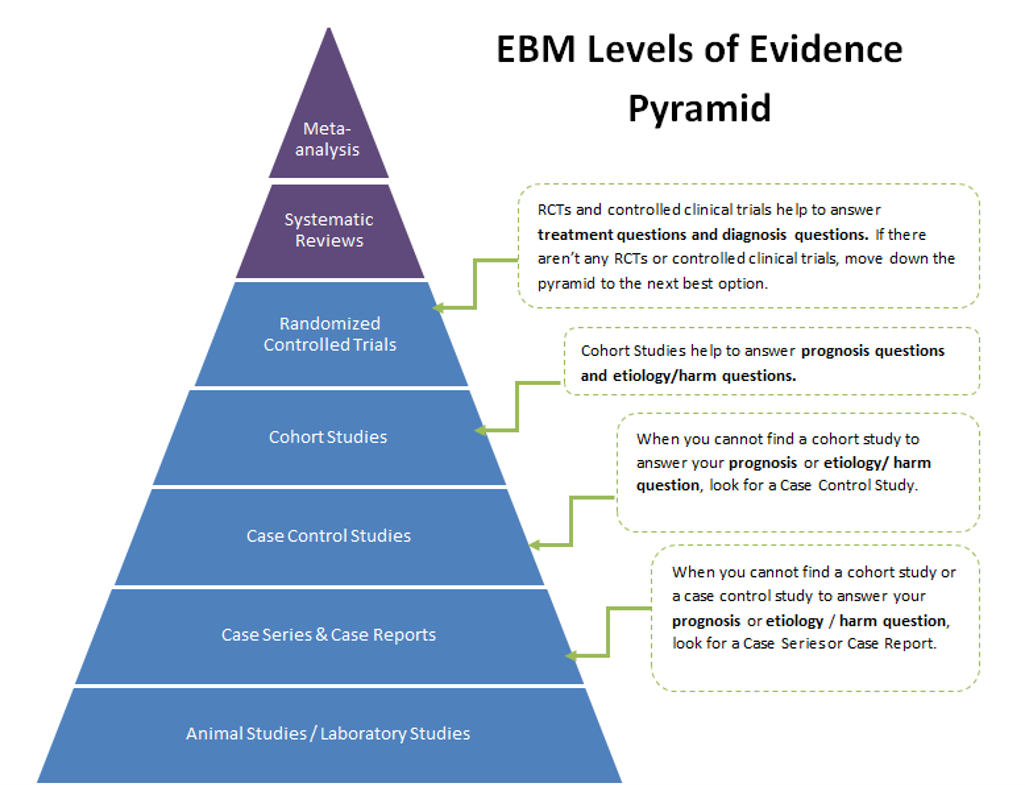 EBM Levels of Evidence
Pyramid
Meta-
analysis
Systematic
Reviews
RCTs and controlled clinical trials help to answer
treatment questions and diagnosis questions. If there
aren't any RCTs or controlled clinical trials, move down the
pyramid to the next best option.
Randomized
Controlled Trials
Cohort Studies help to answer prognosis questions
and etiology/harm questions.
Cohort Studies
When you cannot find a cohort study to
answer your prognosis or etiology/ harm
question, look for a Case Control Study.
Case Control Studies
When you cannot find a cohort study or
a case control study to answer your
prognosis or etiology / harm question,
look for a Case Series or Case Report.
Case Series & Case Reports
Animal Studies / Laboratory Studies